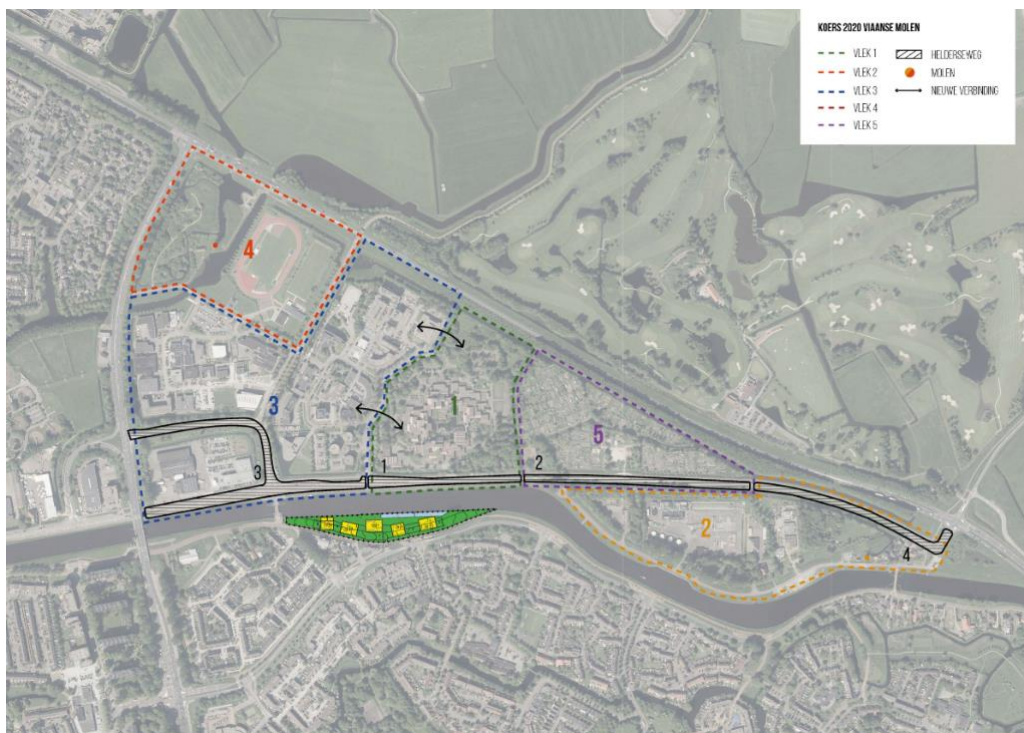 KOERS 2020 VIAANSE MOLEN
VLEK 1
VLEK 2
VLEK 3
VLEK 4
VLEK 5
HELDERSEWEG
MOLEN
NIEUWE VERBINDING
4
3
1
5
2
3
1
2
4